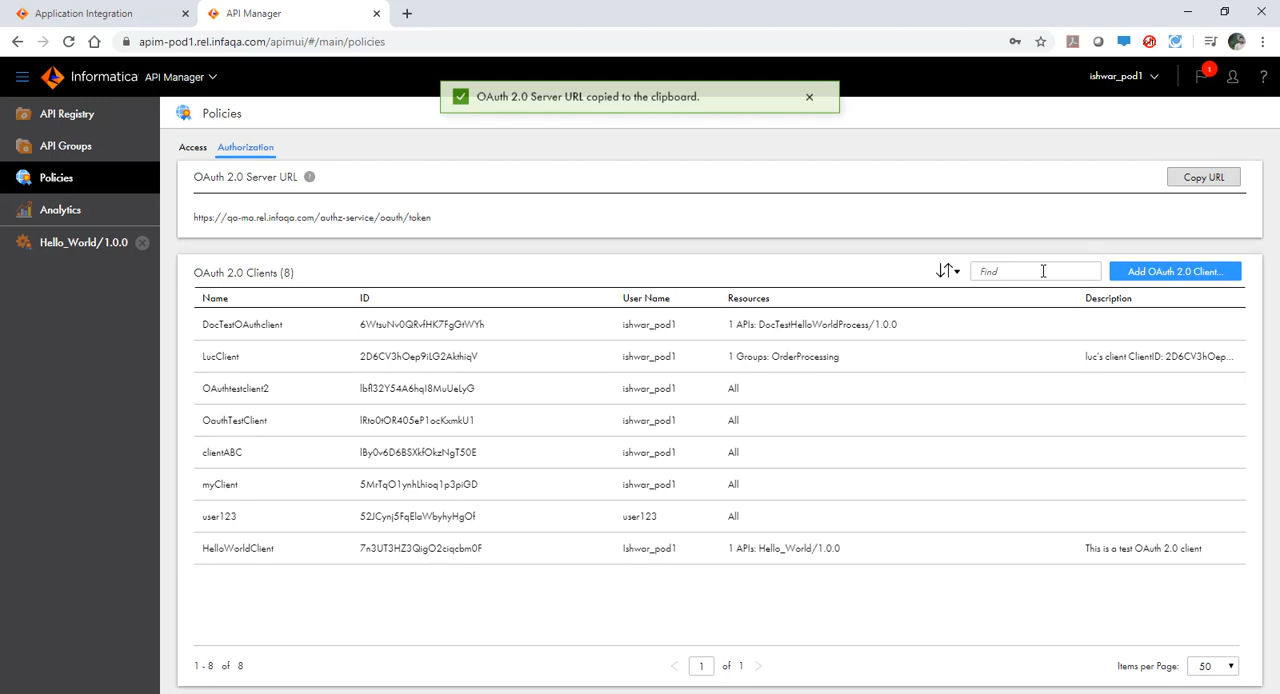 Application Integration
API Manager
apim-pod1.rel.infaqa.com/apimui/#/main/policies
Informatica API Manager
ishwar_pod1
1
?
OAuth 2.0 Server URL copied to the clipboard.
API Registry
API Groups
Policies
Analytics
Hello_World/1.0.0
Policies
Access Authorization
OAuth 2.0 Server URL ?
Copy URL
https://qa-ma.rel.infaqa.com/authz-service/oauth/token
OAuth 2.0 Clients (8)
Find
Add OAuth 2.0 Client...
Name ID User Name Resources Description
DocTestOAuthclient 6WtsuNv0QRvfHK7FgGtWYh ishwar_pod1 1 APIs: DocTestHelloWorldProcess/1.0.0
LucClient 2D6CV3hOep9iLG2AkthiqV ishwar_pod1 1 Groups: OrderProcessing luc's client ClientID: 2D6CV3hOep...
OAuthtestclient2 lbfl32Y54A6hqI8MuUeLyG ishwar_pod1 All
OauthTestClient lRto0tOR405eP1ocKxmkU1 ishwar_pod1 All
clientABC lBy0v6D6BSXkfOkzNgT50E ishwar_pod1 All
myClient 5MrTqO1ynhLhioq1p3piGD ishwar_pod1 All
user123 52JCynj5FqElaWbyhyHgOf user123 All
HelloWorldClient 7n3UT3HZ3QigO2ciqcbm0F Ishwar_pod1 1 APIs: Hello_World/1.0.0 This is a test OAuth 2.0 client
1 - 8 of 8
1 of 1
Items per Page: 50